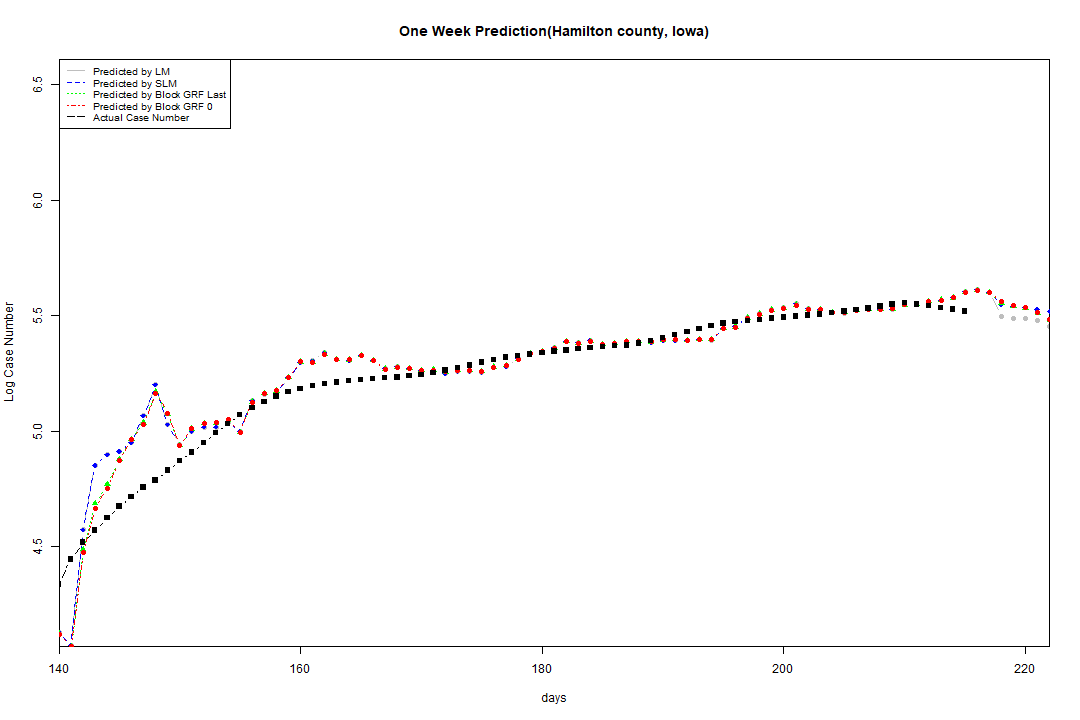 One Week Prediction(Hamilton county, Iowa)
Predicted by LM
Predicted by SLM
Predicted by Block GRF Last
Predicted by Block GRF 0
Actual Case Number
6.5
6.0
5.5
5.0
4.5
Log Case Number
140 160 180 200 220
days